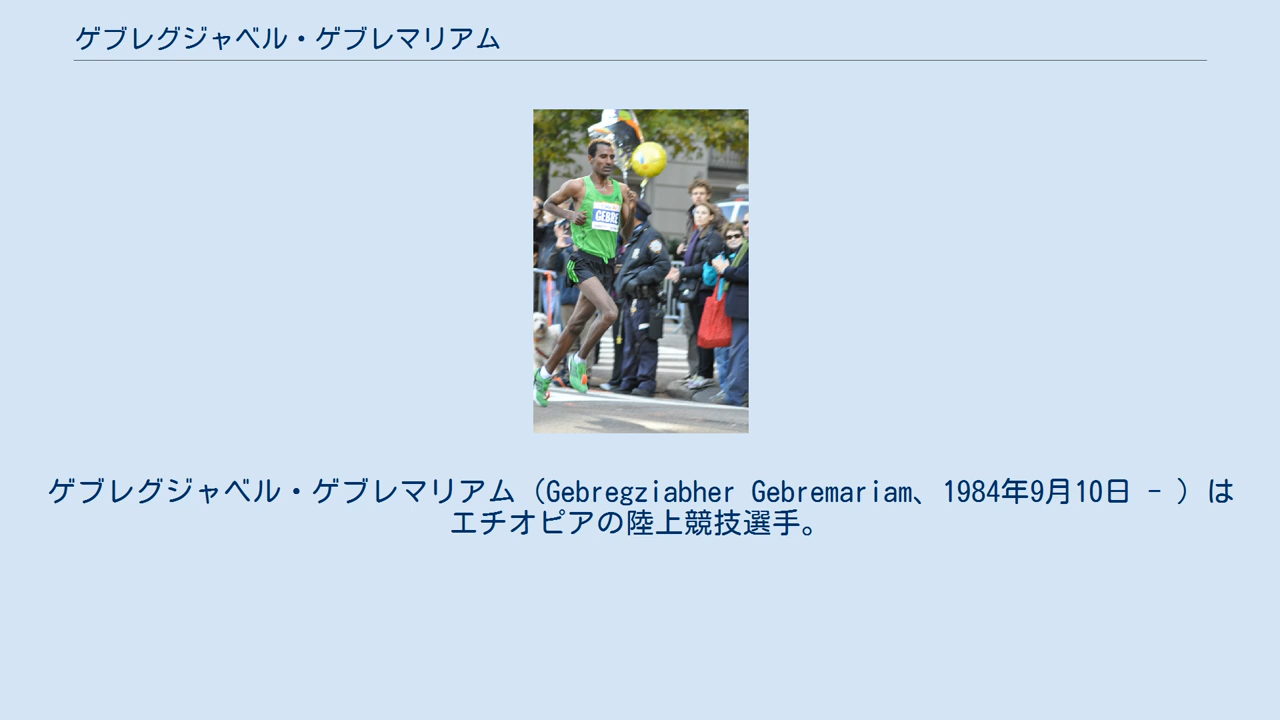 ゲブレグジャベル・ゲブレマリアム
GEBRE
ゲブレグジャベル・ゲブレマリアム（Gebregziabher Gebremariam、1984年9月10日 - ）は
エチオピアの陸上競技選手。